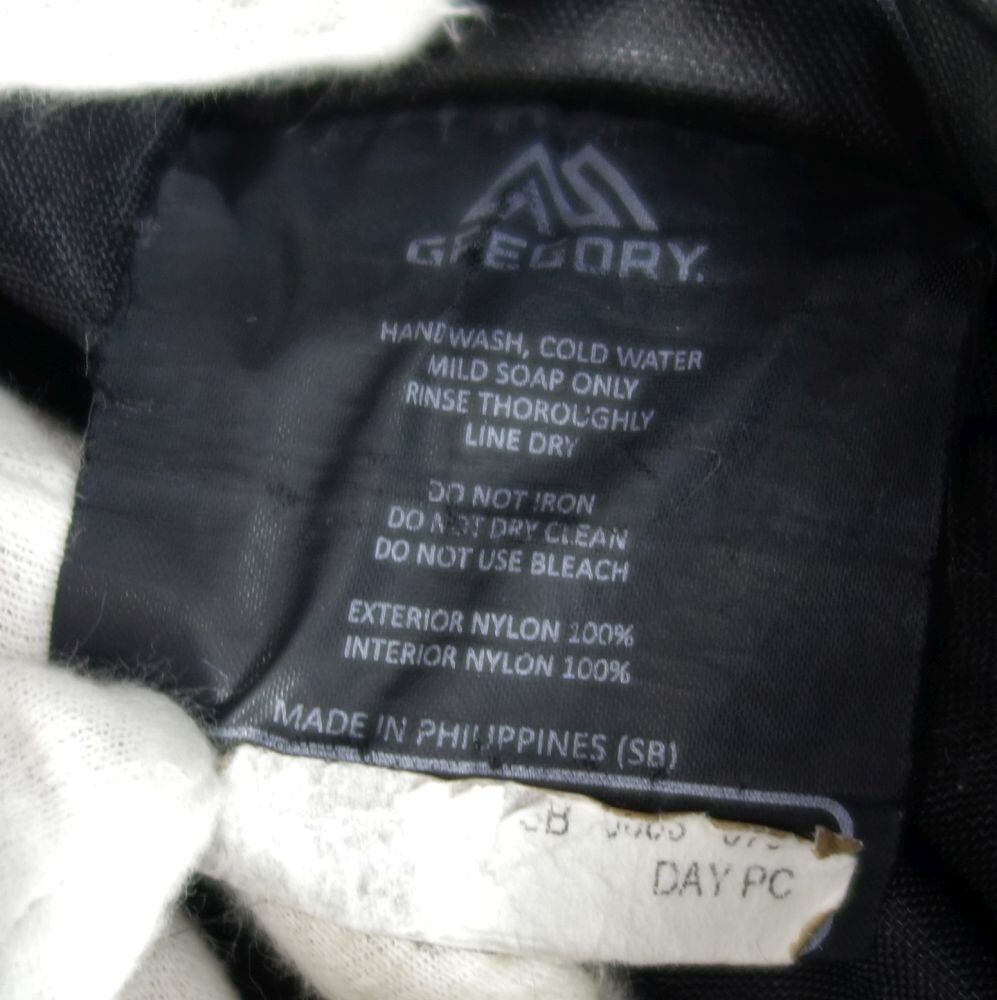 GREGORY.
HANDWASH, COLD WATER
MILD SOAP ONLY
RINSE THOROUGHLY
LINE DRY
DO NOT IRON
DO NOT DRY CLEAN
DO NOT USE BLEACH
EXTERIOR NYLON 100%
INTERIOR NYLON 100%
MADE IN PHILIPPINES (SB)
DAY PC